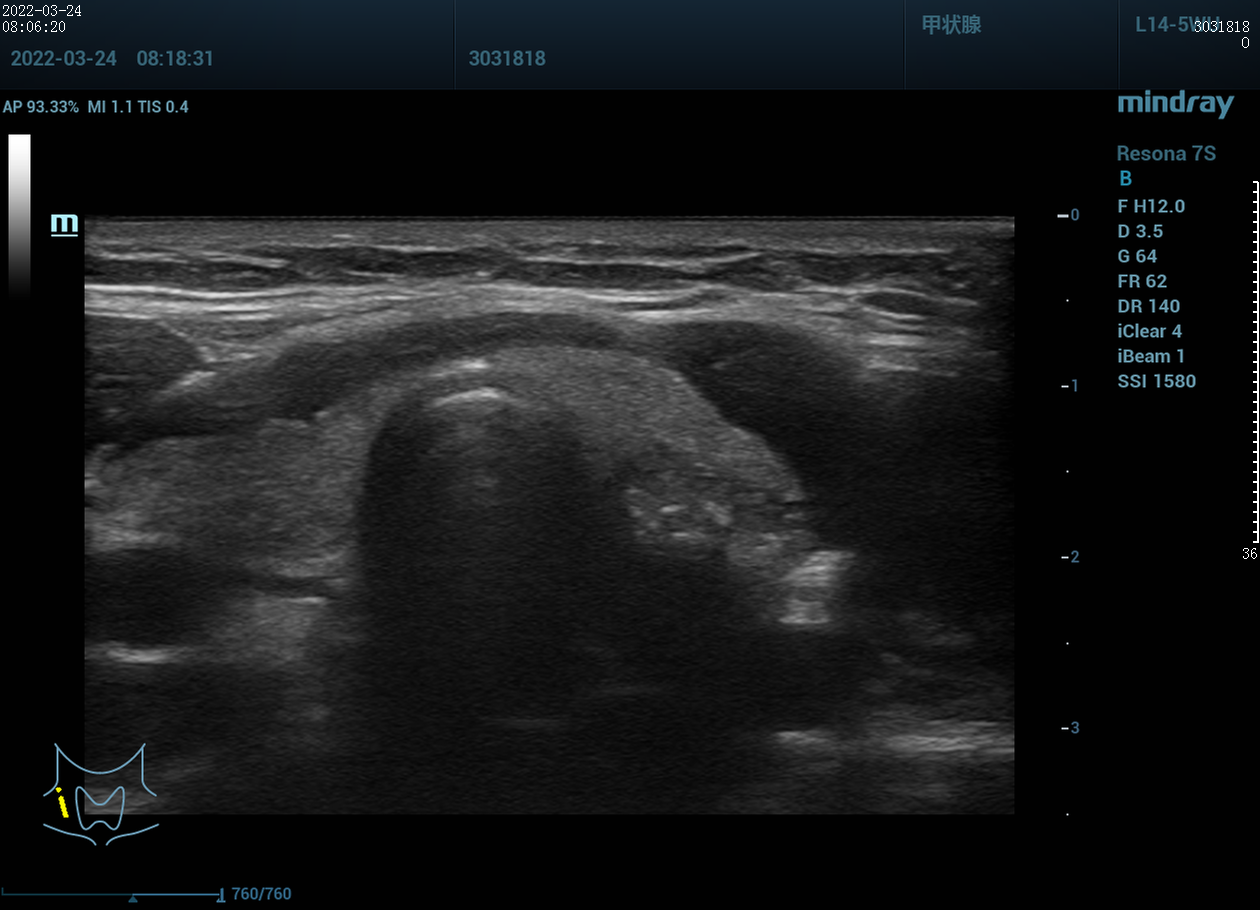 2022-03-24
08:06:20
2022-03-24 08:18:31
3031818
甲状腺
3031818
0
AP 93.33% MI 1.1 TIS 0.4
mindray
Resona 7S
B
F H12.0
D 3.5
G 64
FR 62
DR 140
iClear 4
iBeam 1
SSI 1580
m
0
1
2
3
36
760/760